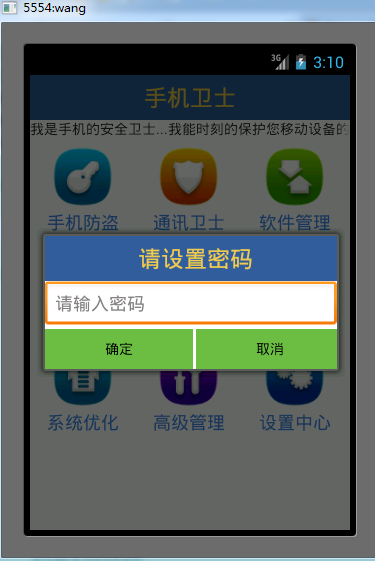 5554:wang
3G 3:10
手机卫士
我是手机的安全卫士...我能时刻的保护您移动设备的
手机防盗 通讯卫士 软件管理
请设置密码
请输入密码
确定 取消
系统优化 高级管理 设置中心